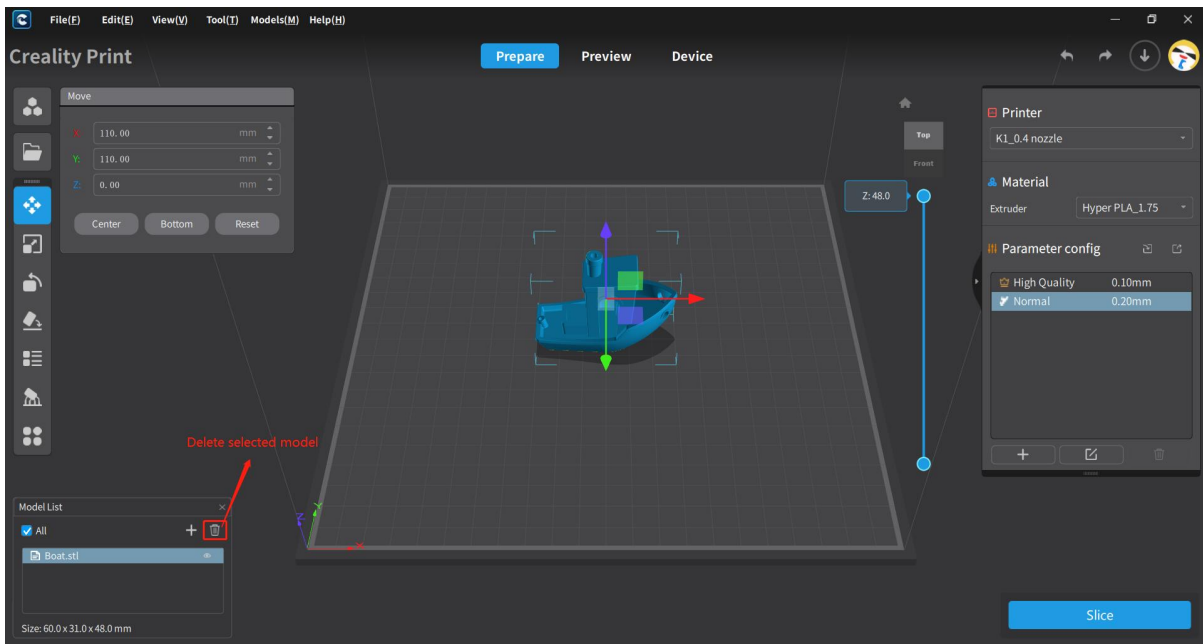 File(F) Edit(E) View(V) Tool(T) Models(M) Help(H)
Creality Print
Prepare Preview Device
Move
X: 110.00 mm
Y: 110.00 mm
Z: 0.00 mm
Center Bottom Reset
Top
Front
Z: 48.0
Printer
K1_0.4 nozzle
Material
Extruder Hyper PLA_1.75
Parameter config
High Quality 0.10mm
Normal 0.20mm
Delete selected model
Z Y X
Model List
All
Boat.stl
Size: 60.0 x 31.0 x 48.0 mm
Slice